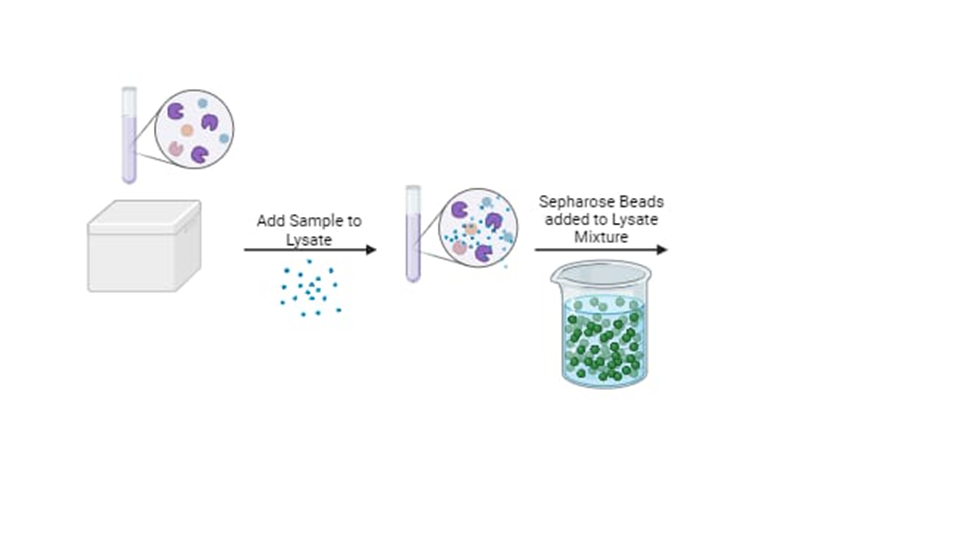 Add Sample to
Lysate
Sepharose Beads
added to Lysate
Mixture